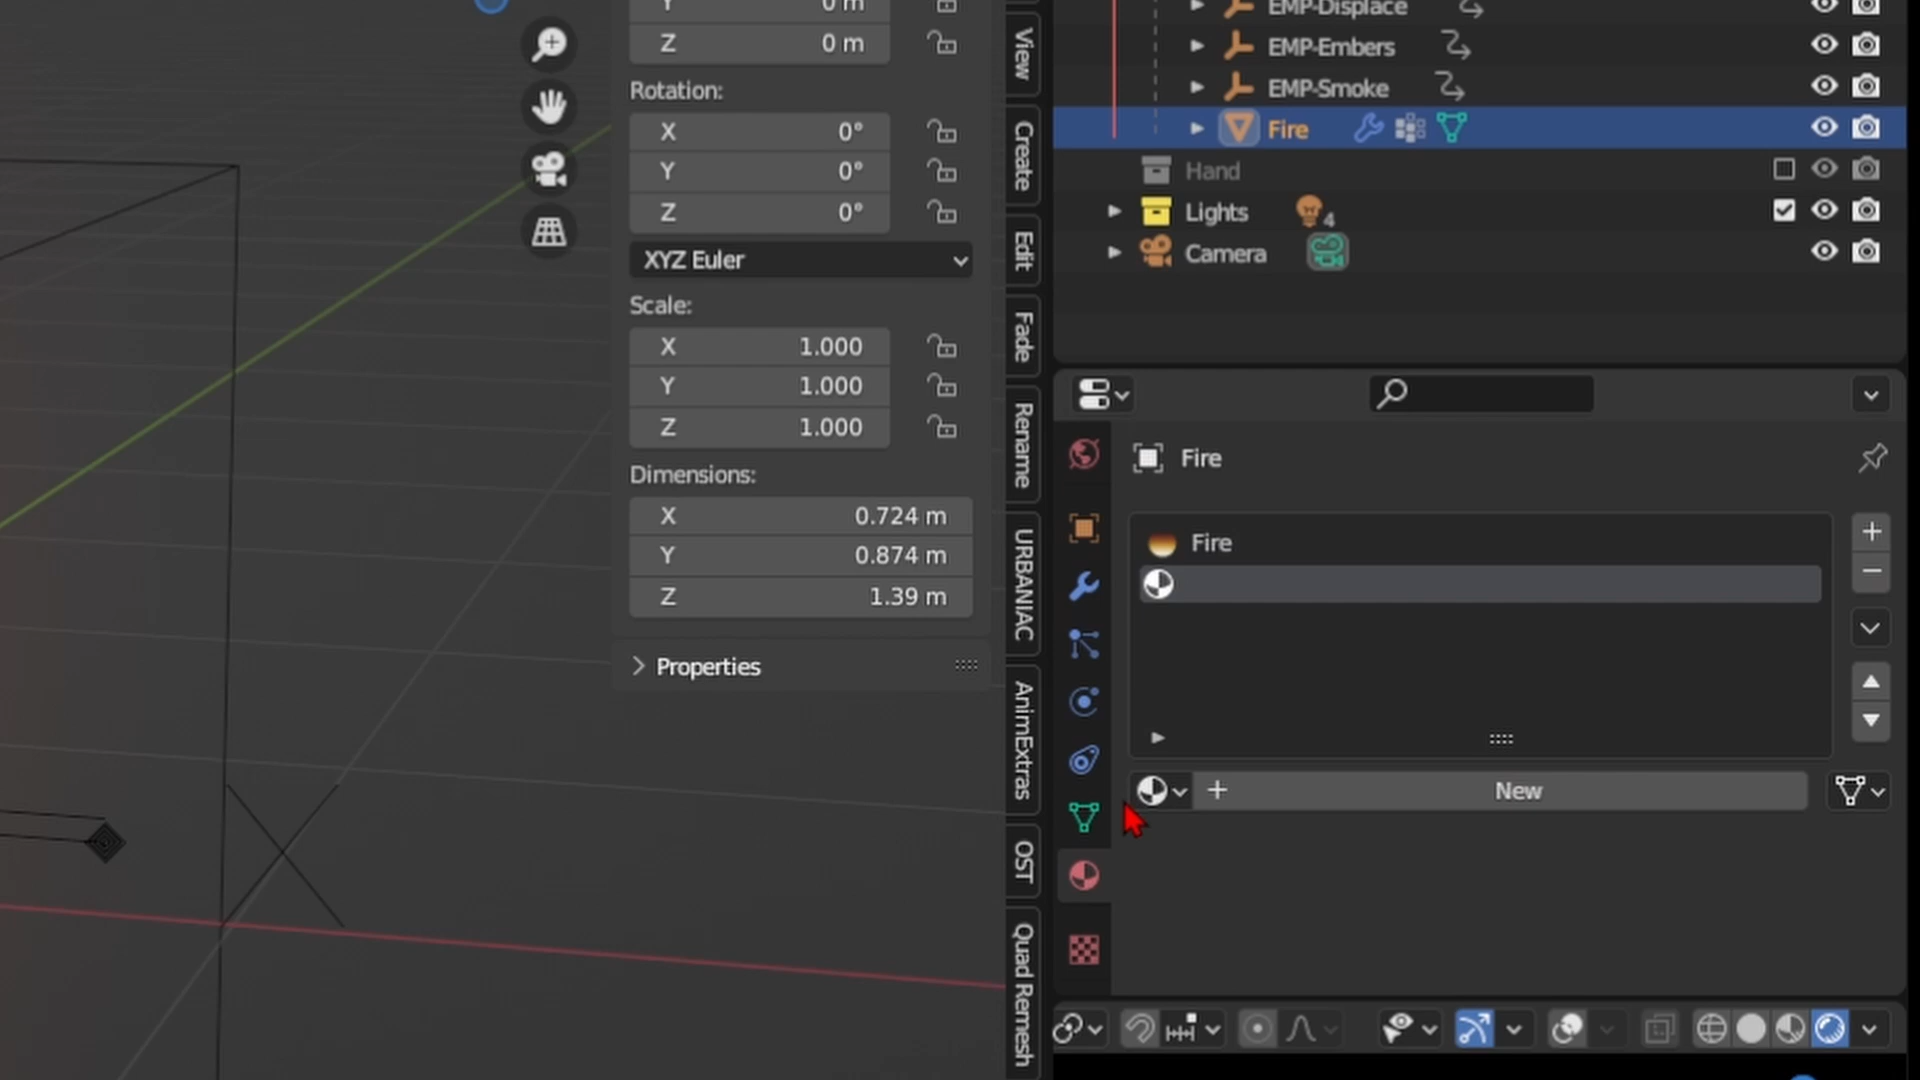 Y 0 m
Z 0 m
Rotation:
X 0°
Y 0°
Z 0°
XYZ Euler
Scale:
X 1.000
Y 1.000
Z 1.000
Dimensions:
X 0.724 m
Y 0.874 m
Z 1.39 m
Properties
View
Create
Edit
Fade
Rename
URBANIAC
AnimExtras
OST
Quad Remesh
EMP-Displace
EMP-Embers
EMP-Smoke
Fire
Hand
Lights 4
Camera
Fire
Fire
New